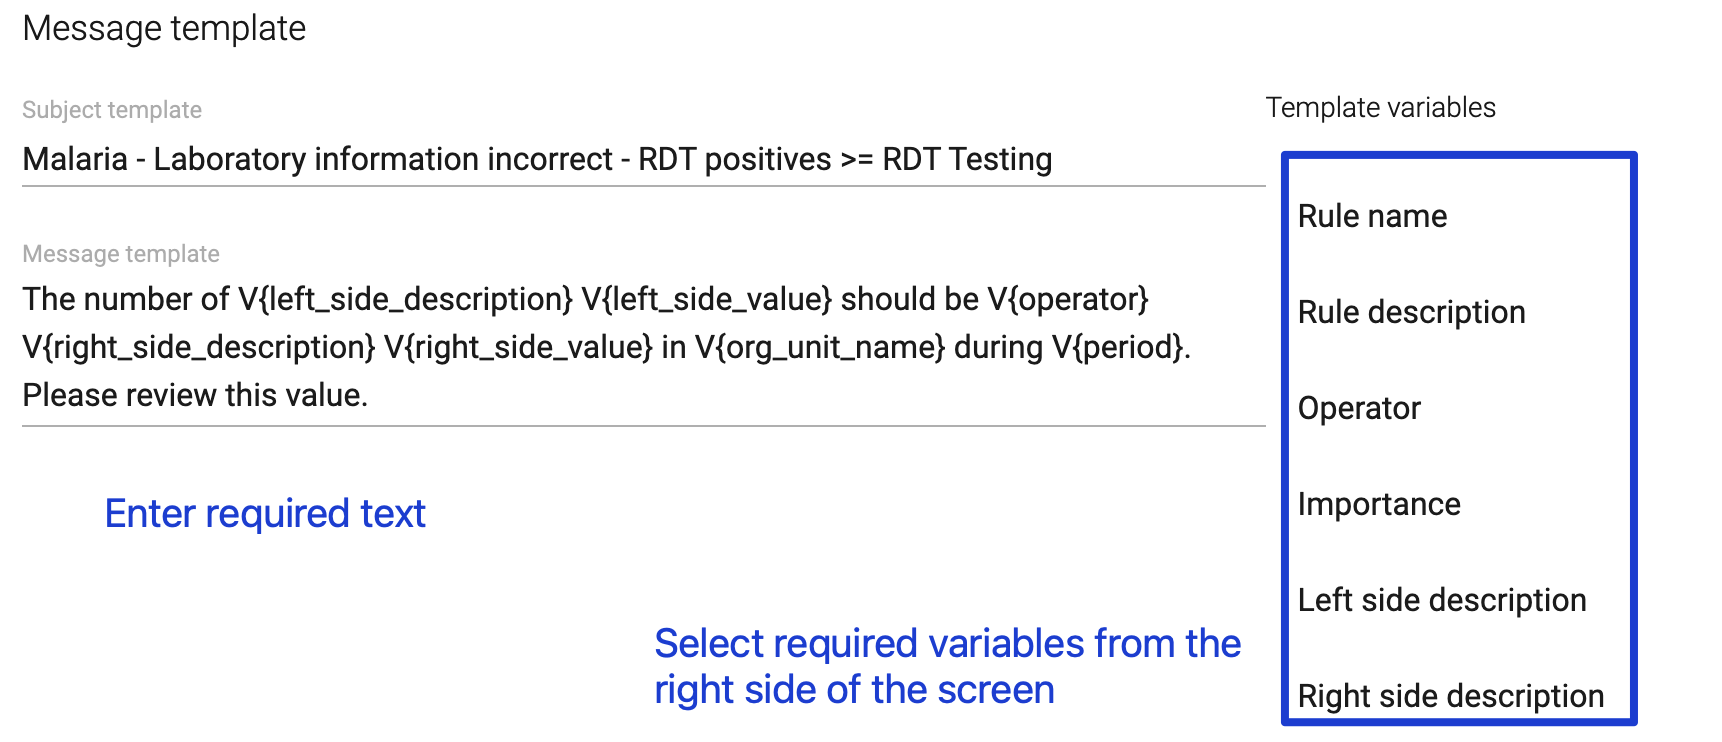 Message template
Subject template
Malaria - Laboratory information incorrect - RDT positives >= RDT Testing
Message template
The number of V{left_side_description} V{left_side_value} should be V{operator}
V{right_side_description} V{right_side_value} in V{org_unit_name} during V{period}.
Please review this value.
Enter required text
Select required variables from the
right side of the screen
Template variables
Rule name
Rule description
Operator
Importance
Left side description
Right side description